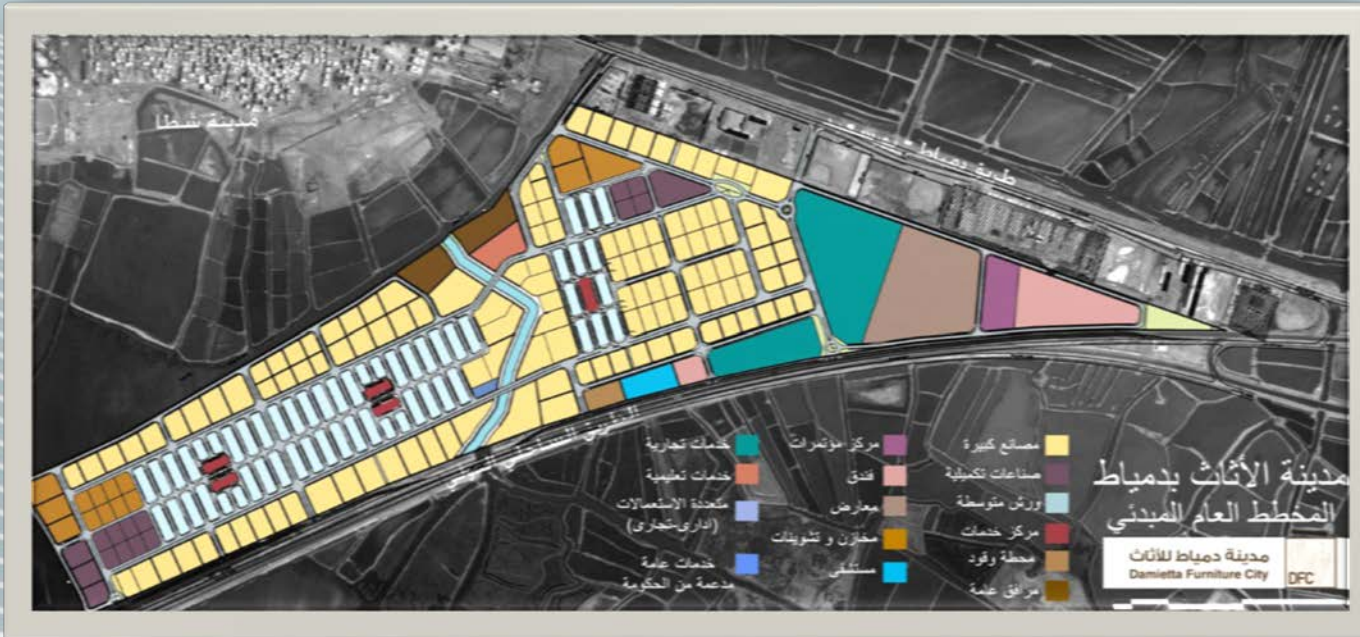 مدينة شطا
طريق دمياط
مدينة الأثاث بدمياط
المخطط العام المبدئي
مدينة دمياط للأثاث
Damietta Furniture City
DFC
مصانع كبيرة
صناعات تكميلية
ورش متوسطة
مركز خدمات
محطة وقود
مرافق عامة
مركز مؤتمرات
فندق
معارض
مخازن و تشوينات
مستشفى
خدمات تجارية
خدمات تعليمية
متعددة الاستعمالات
(ادارى-تجارى)
خدمات عامة
مدعمة من الحكومة